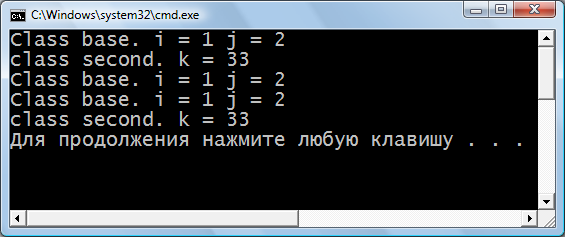 C:\Windows\system32\cmd.exe
Class base. i = 1 j = 2
class second. k = 33
Class base. i = 1 j = 2
Class base. i = 1 j = 2
class second. k = 33
Для продолжения нажмите любую клавишу . . .